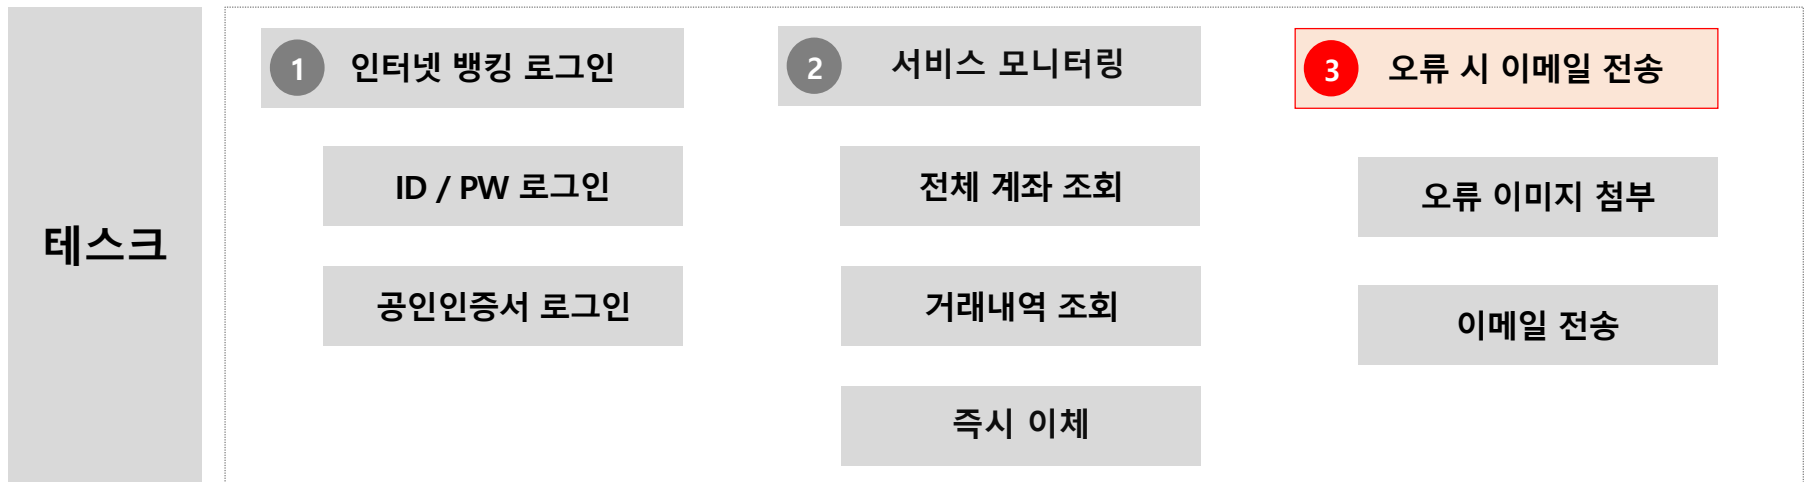 테스크
1 인터넷 뱅킹 로그인
ID / PW 로그인
공인인증서 로그인
2 서비스 모니터링
전체 계좌 조회
거래내역 조회
즉시 이체
3 오류 시 이메일 전송
오류 이미지 첨부
이메일 전송